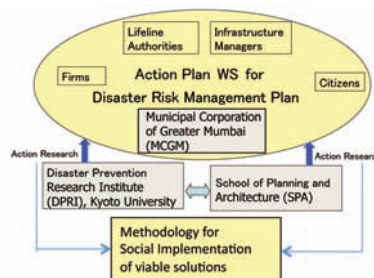 Lifeline
Authorities
Infrastructure
Managers
Firms
Action Plan WS for
Citizens
Disaster Risk Management Plan
Municipal Corporation
of Greater Mumbai
(MCGM)
Action Research
Action Research
Disaster Prevention
Research Institute
(DPRI), Kyoto University
School of Planning and
Architecture (SPA)
Methodology for
Social Implementation
of viable solutions